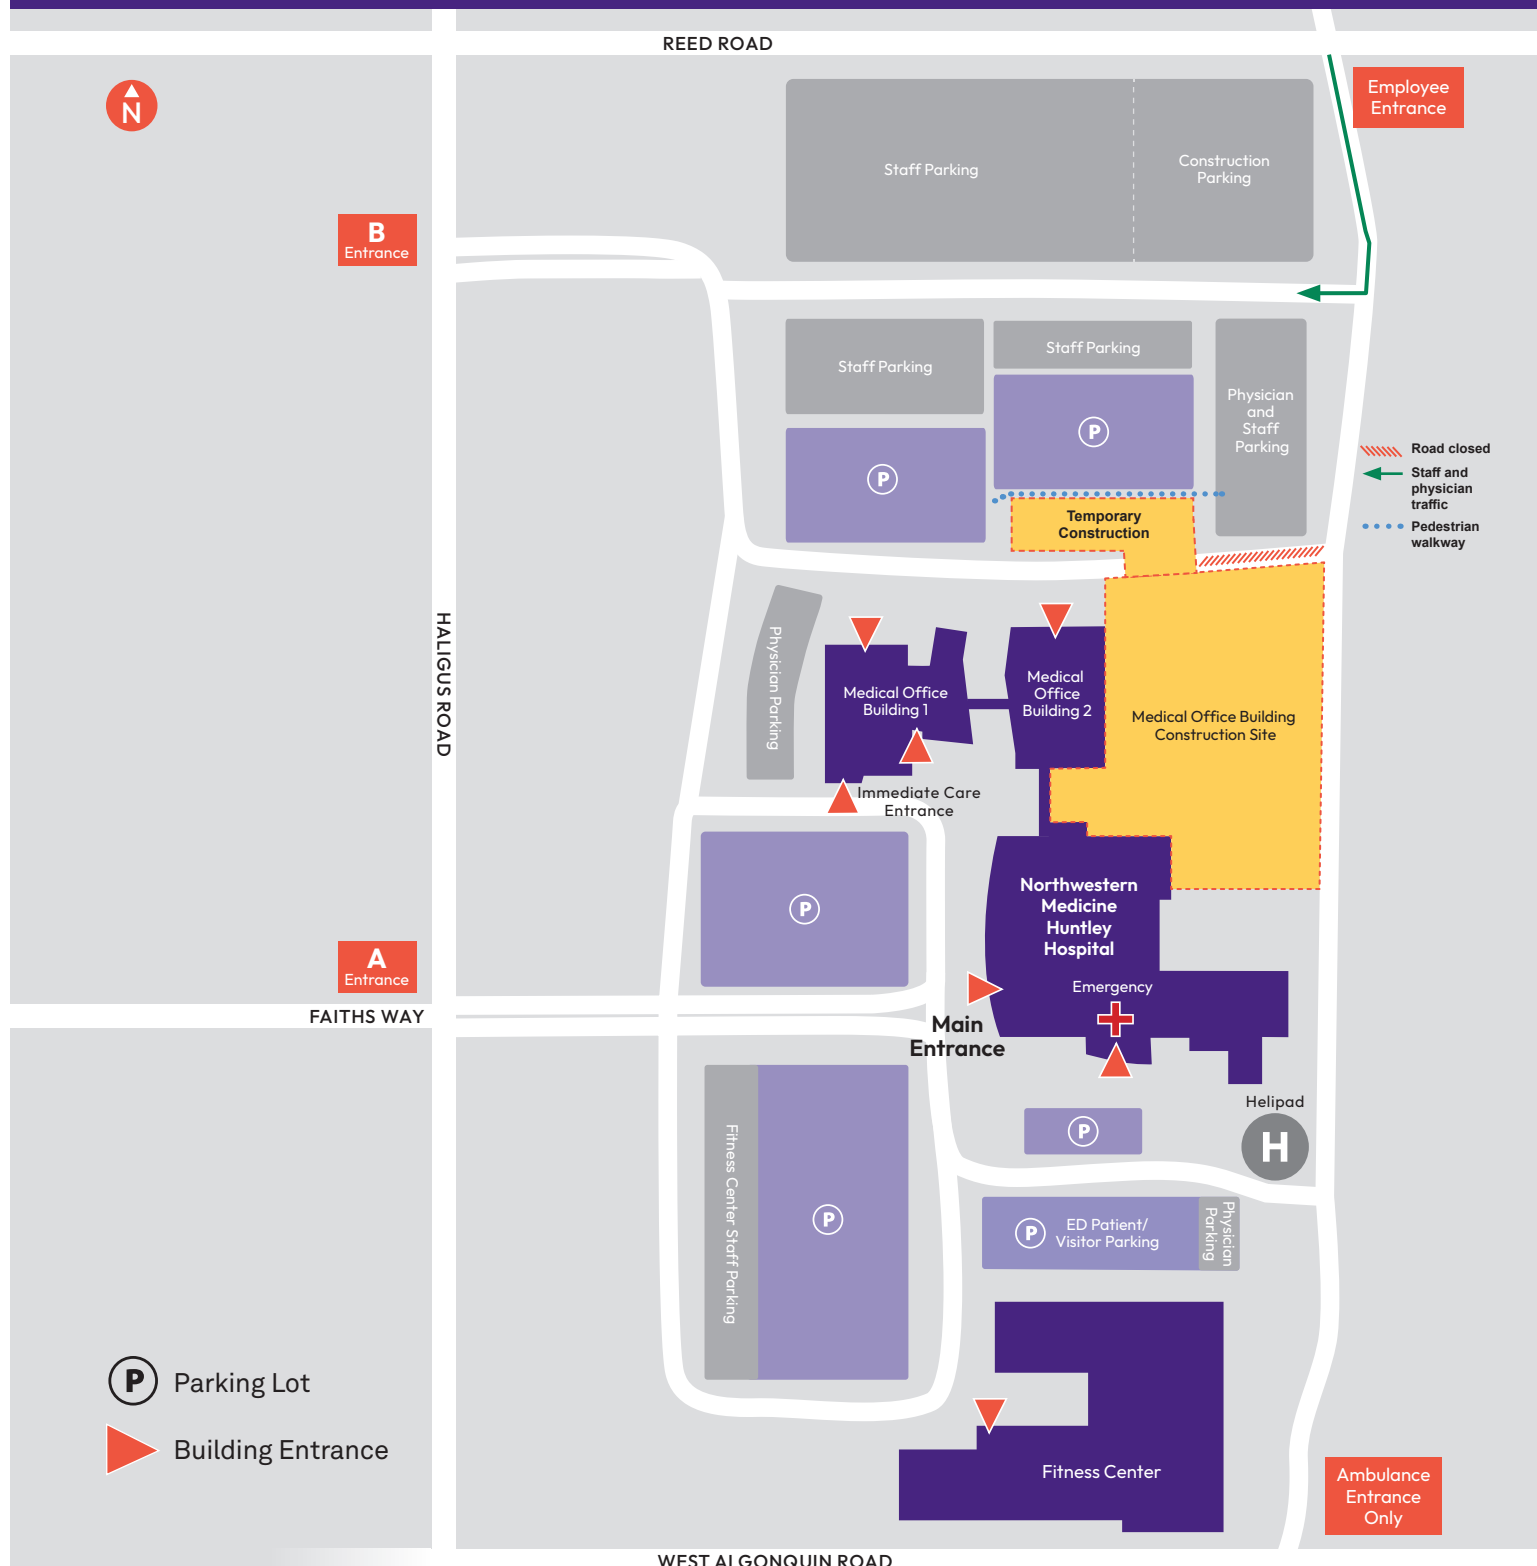 REED ROAD
N
Employee
Entrance
Staff Parking
Construction
Parking
B
Entrance
Staff Parking
Staff Parking
P
P
Physician
and
Staff
Parking
Road closed
Staff and
physician
traffic
Pedestrian
walkway
Temporary
Construction
HALIGUS ROAD
Physician Parking
Medical Office
Building 1
Medical
Office
Building 2
Medical Office Building
Construction Site
Immediate Care
Entrance
P
Northwestern
Medicine
Huntley
Hospital
A
Entrance
Emergency
FAITHS WAY
Main
Entrance
Helipad
H
P
Fitness Center Staff Parking
P
P
ED Patient/
Visitor Parking
Physician
Parking
P Parking Lot
Building Entrance
Fitness Center
Ambulance
Entrance
Only
WEST ALGONQUIN ROAD